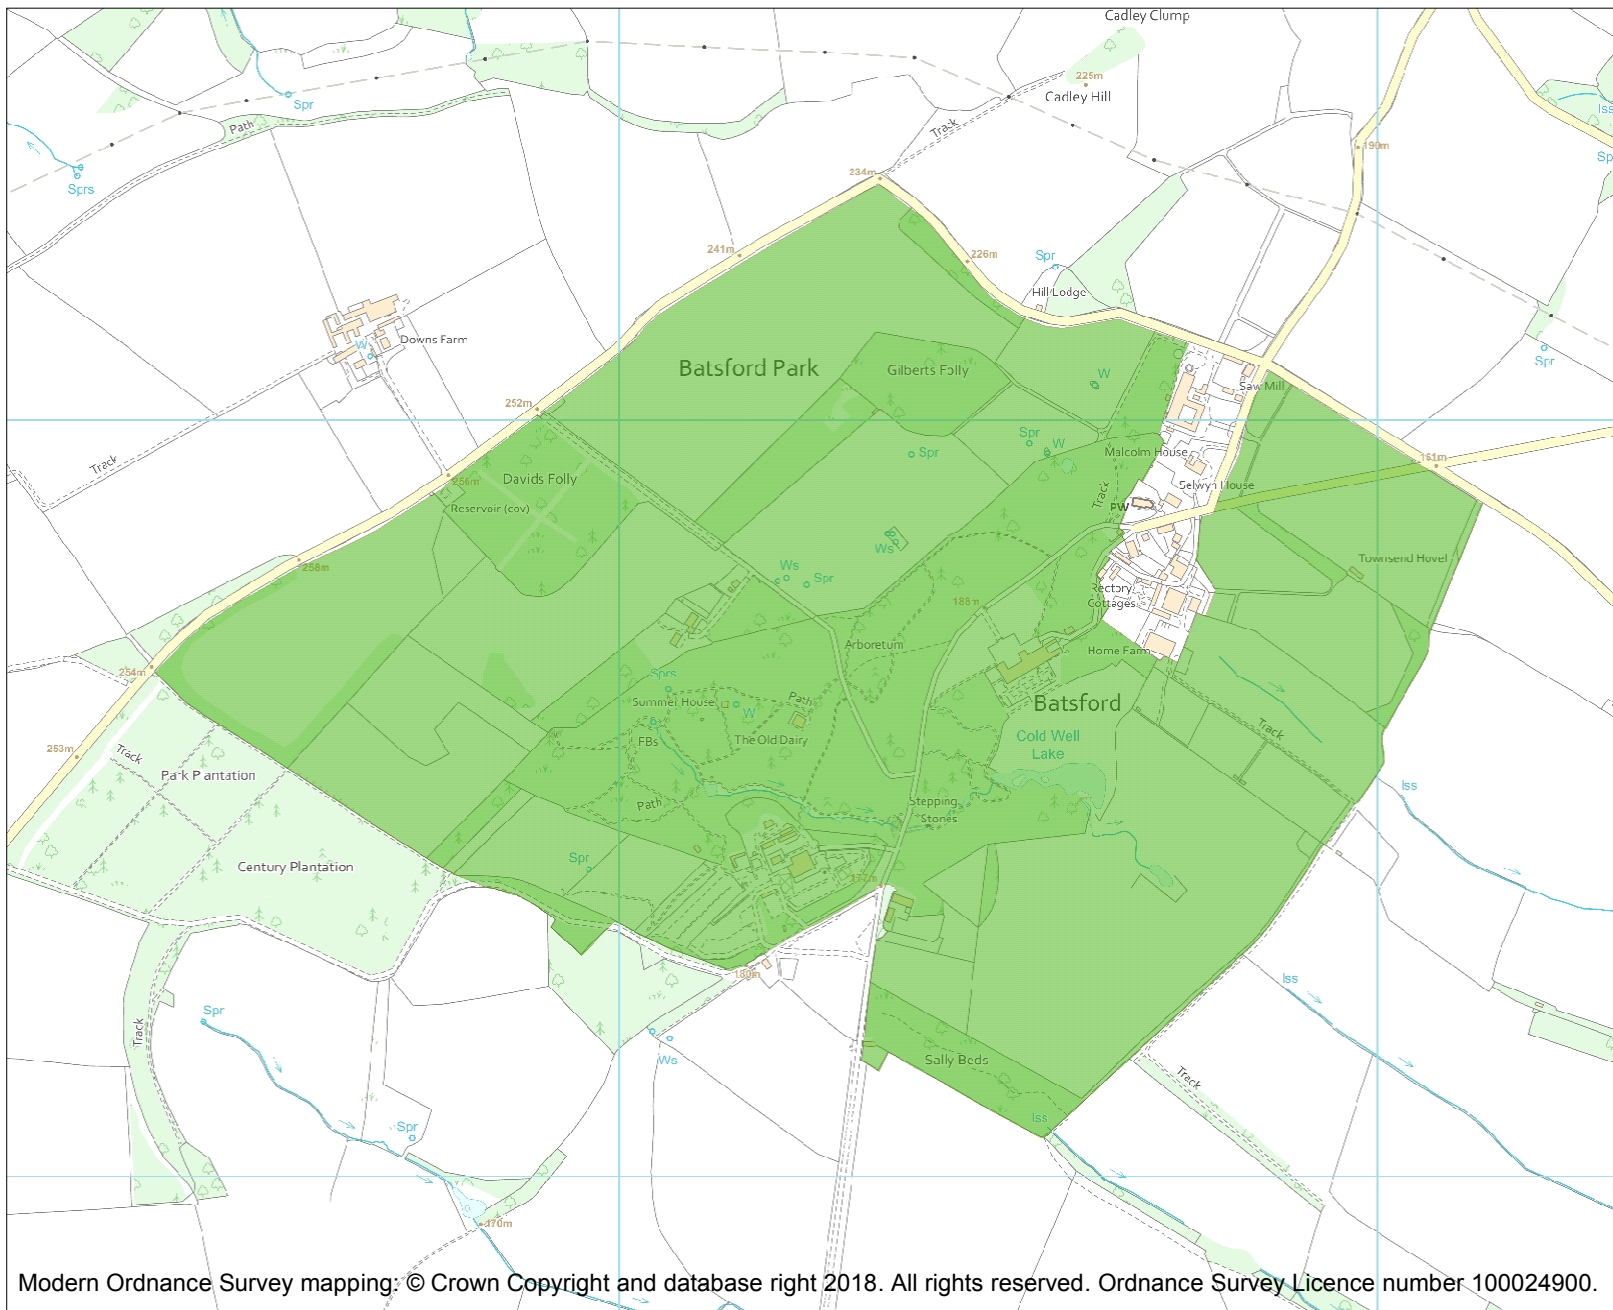 Cadley Clump
225m
Cadley Hill
Spr
Path
Track
190m
Iss
Sprs
234m
241m
226m
Spr
Hill Lodge
Downs Farm
W
Batsford Park
Gilberts Folly
W
Saw Mill
Spr
252m
Spr
W
Spr
Malcolm House
161m
Track
Davids Folly
256m
Reservoir (cov)
Track
Selwyn House
PW
Ws
Townsend Hovel
258m
Ws
Spr
188m
Rectory
Cottages
Arboretum
Home Farm
254m
Sprs
Summer House
W
Path
Batsford
253m
Track
FBs
The Old Dairy
Cold Well
Lake
Track
Park Plantation
Path
Stepping
Stones
Iss
Century Plantation
Spr
177m
180m
Iss
Spr
Track
Ws
Sally Beds
Track
Iss
Spr
170m
Modern Ordnance Survey mapping: © Crown Copyright and database right 2018. All rights reserved. Ordnance Survey Licence number 100024900.